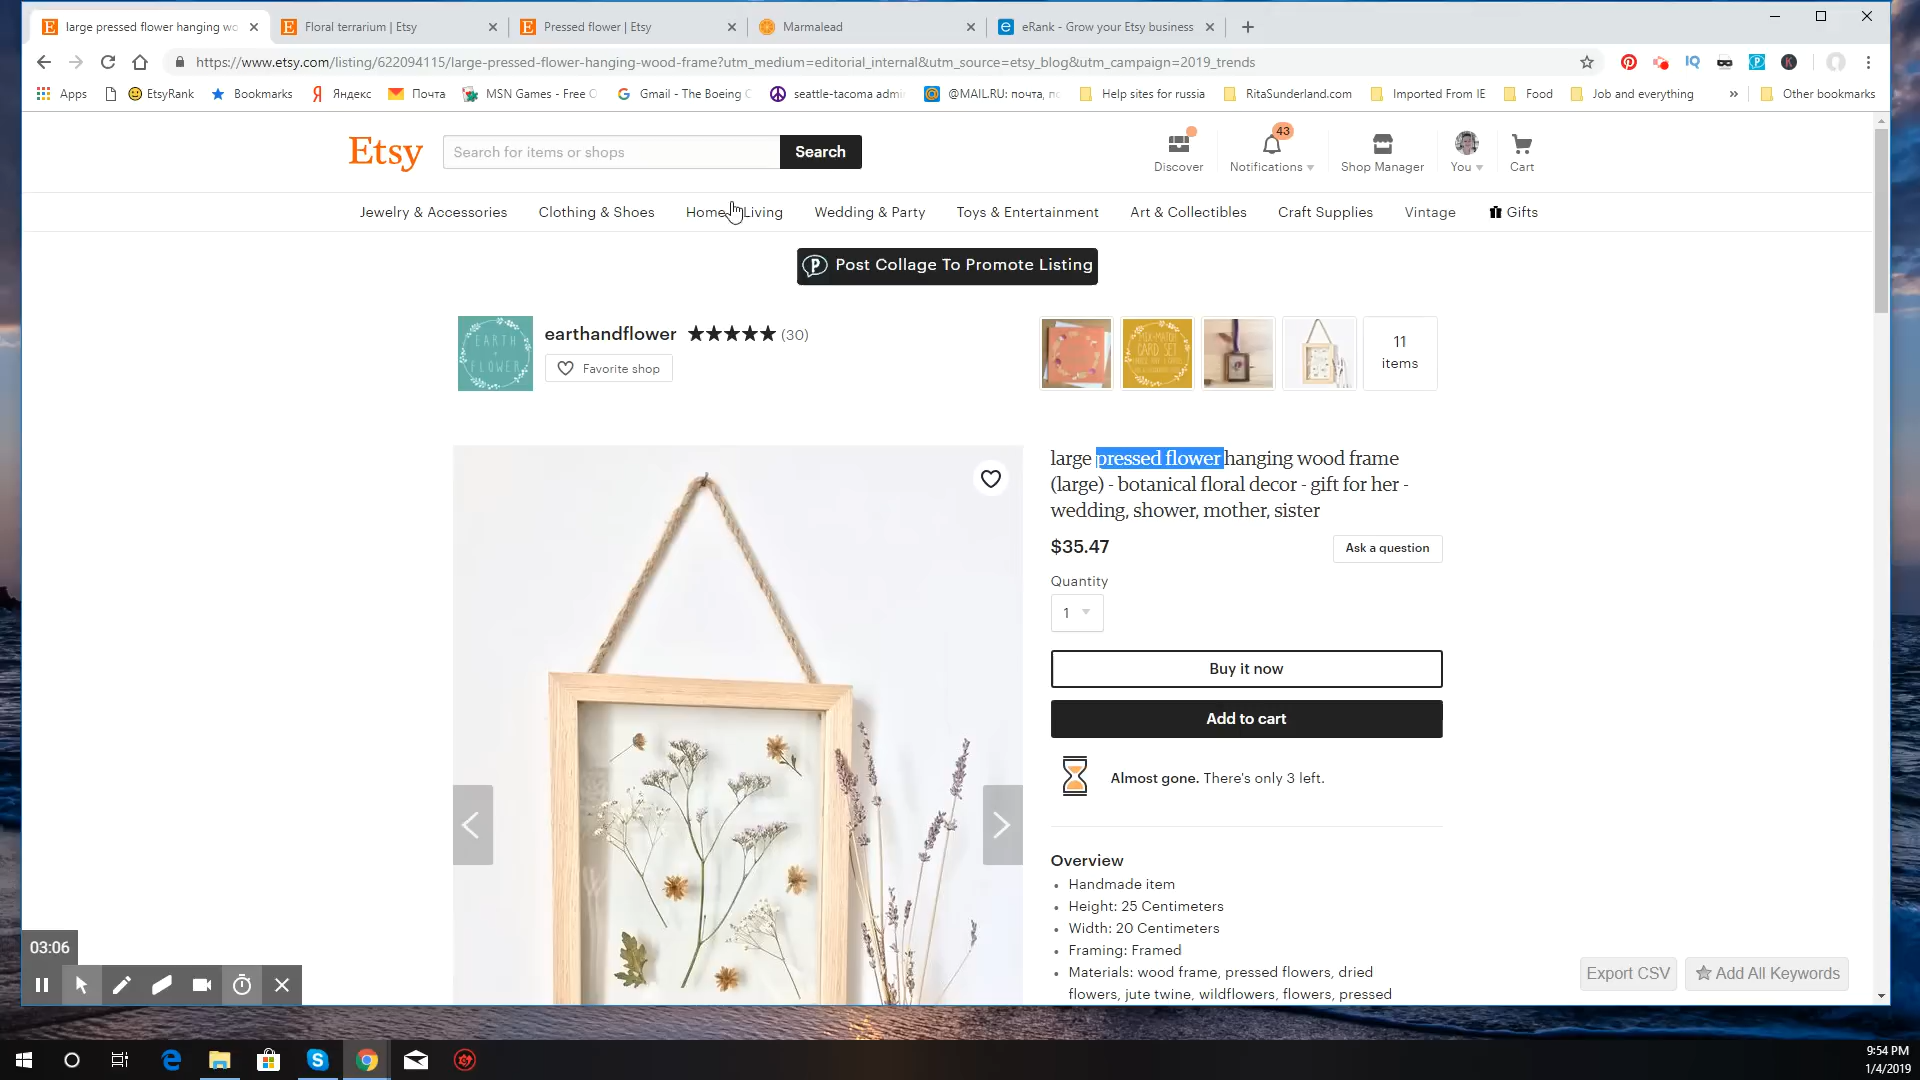 large pressed flower hanging wo
Floral terrarium | Etsy
Pressed flower | Etsy
Marmalead
eRank - Grow your Etsy business
https://www.etsy.com/listing/622094115/large-pressed-flower-hanging-wood-frame?utm_medium=editorial_internal&utm_source=etsy_blog&utm_campaign=2019_trends
Apps
EtsyRank
Bookmarks
Яндекс
Почта
MSN Games - Free
Gmail - The Boeing
seattle-tacoma
@MAIL.RU: почта,
Help sites for russia
RitaSunderland.com
Imported From IE
Food
Job and everything
»
Other bookmarks
Etsy
Search for items or shops
Search
Discover
43
Notifications
Shop Manager
You
Cart
Jewelry & Accessories
Clothing & Shoes
Home Living
Wedding & Party
Toys & Entertainment
Art & Collectibles
Craft Supplies
Vintage
Gifts
Post Collage To Promote Listing
EARTH
FLOWER
earthandflower ★★★★★ (30)
Favorite shop
MIX+MATCH
CARD SET
11
items
large pressed flower hanging wood frame
(large) - botanical floral decor - gift for her -
wedding, shower, mother, sister
$35.47
Ask a question
Quantity
1
Buy it now
Add to cart
Almost gone. There's only 3 left.
Overview
• Handmade item
• Height: 25 Centimeters
• Width: 20 Centimeters
• Framing: Framed
• Materials: wood frame, pressed flowers, dried
flowers, jute twine, wildflowers, flowers, pressed
Export CSV
Add All Keywords
03:06
9:54 PM
1/4/2019